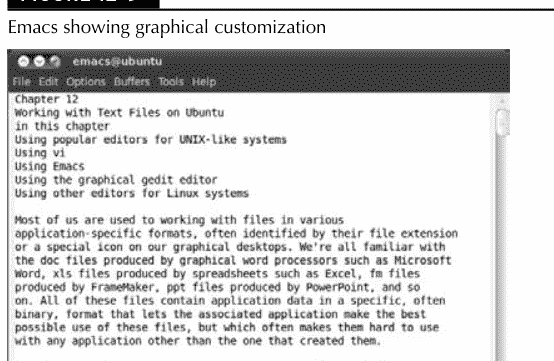 Emacs showing graphical customization
emacs@ubuntu
File Edit Options Buffers Tools Help
Chapter 12
Working with Text Files on Ubuntu
in this chapter
Using popular editors for UNIX-like systems
Using vi
Using Emacs
Using the graphical gedit editor
Using other editors for Linux systems
Most of us are used to working with files in various
application-specific formats, often identified by their file extension
or a special icon on our graphical desktops. We're all familiar with
the doc files produced by graphical word processors such as Microsoft
Word, xls files produced by spreadsheets such as Excel, fm files
produced by FrameMaker, ppt files produced by PowerPoint, and so
on. All of these files contain application data in a specific, often
binary, format that lets the associated application make the best
possible use of these files, but which often makes them hard to use
with any application other than the one that created them.